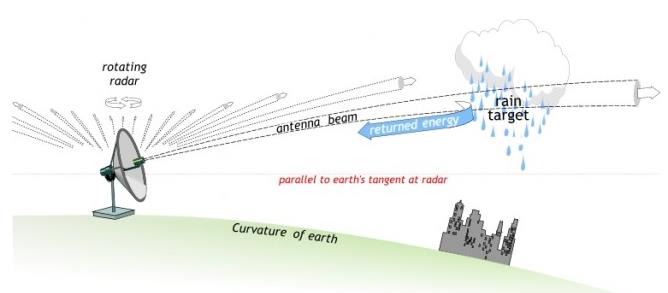 rotating
radar
antenna beam
returned energy
rain
target
parallel to earth's tangent at radar
Curvature of earth